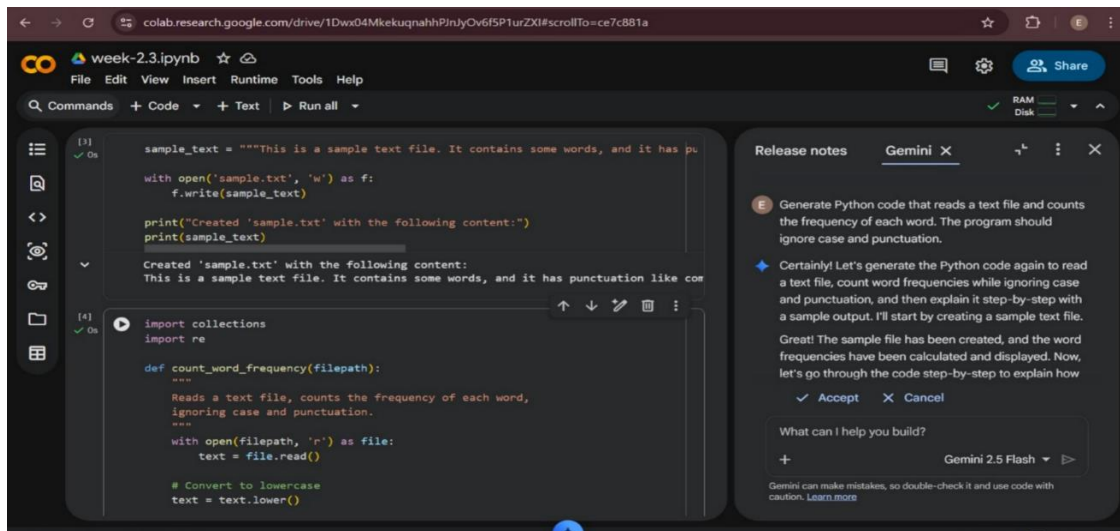 colab.research.google.com/drive/1Dwx04MkekuqnahhPJnJyOv6f5P1urZXI#scrollTo=ce7c881a
E
CO
week-2.3.ipynb
File Edit View Insert Runtime Tools Help
Share
Commands + Code + Text Run all
RAM
Disk
[3]
0s
sample_text = """This is a sample text file. It contains some words, and it has pu
with open('sample.txt', 'w') as f:
f.write(sample_text)
print("Created 'sample.txt' with the following content:")
print(sample_text)
Created 'sample.txt' with the following content:
This is a sample text file. It contains some words, and it has punctuation like com
[4]
0s
import collections
import re
def count_word_frequency(filepath):
"""
Reads a text file, counts the frequency of each word,
ignoring case and punctuation.
"""
with open(filepath, 'r') as file:
text = file.read()
# Convert to lowercase
text = text.lower()
Release notes Gemini
E
Generate Python code that reads a text file and counts
the frequency of each word. The program should
ignore case and punctuation.
Certainly! Let's generate the Python code again to read
a text file, count word frequencies while ignoring case
and punctuation, and then explain it step-by-step with
a sample output. I'll start by creating a sample text file.
Great! The sample file has been created, and the word
frequencies have been calculated and displayed. Now,
let's go through the code step-by-step to explain how
Accept Cancel
What can I help you build?
+ Gemini 2.5 Flash
Gemini can make mistakes, so double-check it and use code with
caution. Learn more